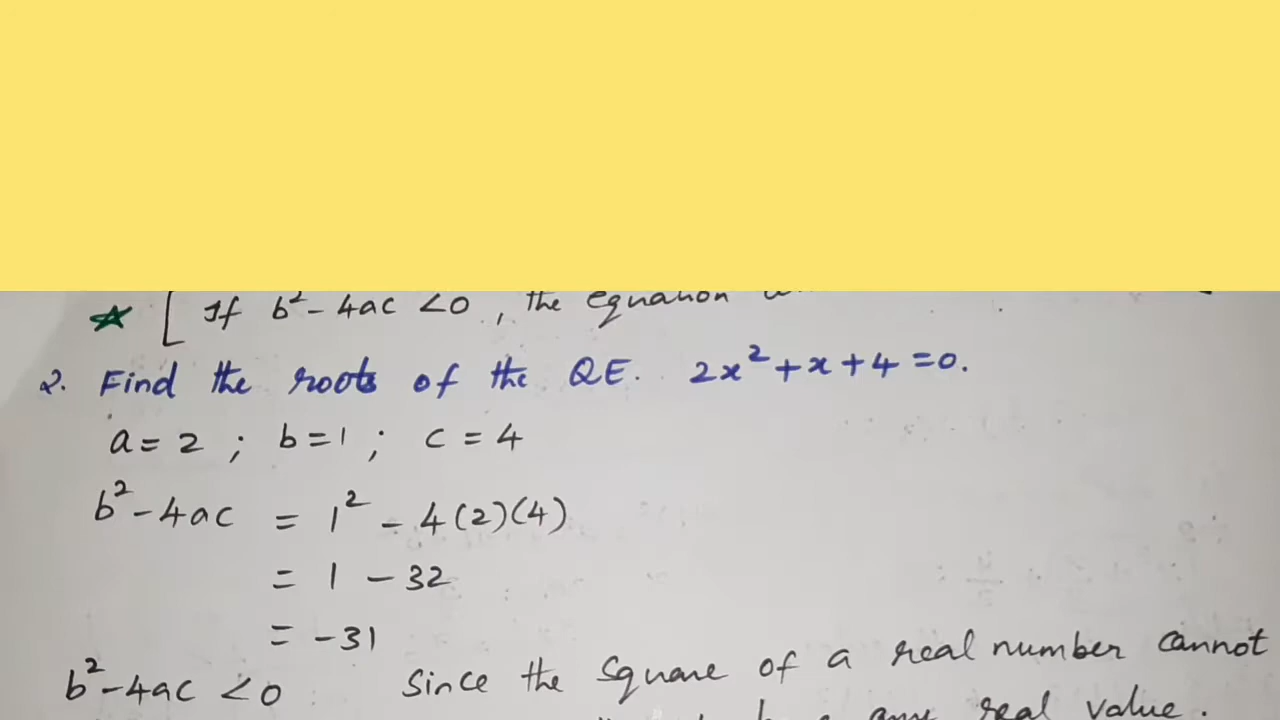 [ If b² - 4ac < 0, the equation
2. Find the roots of the QE. 2x² + x + 4 = 0.
a = 2 ; b = 1 ; c = 4
b² - 4ac = 1² - 4(2)(4)
= 1 - 32
= -31
b² - 4ac < 0 Since the square of a real number cannot
any real value.